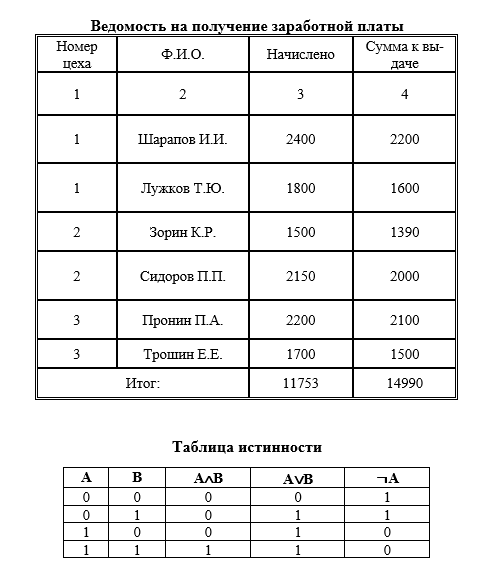 Ведомость на получение заработной платы
Номер цеха Ф.И.О. Начислено Сумма к вы-
даче
1 2 3 4
1 Шарапов И.И. 2400 2200
1 Лужков Т.Ю. 1800 1600
2 Зорин К.Р. 1500 1390
2 Сидоров П.П. 2150 2000
3 Пронин П.А. 2200 2100
3 Трошин Е.Е. 1700 1500
Итог: 11753 14990
Таблица истинности
A B A∧B A∨B ¬A
0 0 0 0 1
0 1 0 1 1
1 0 0 1 0
1 1 1 1 0